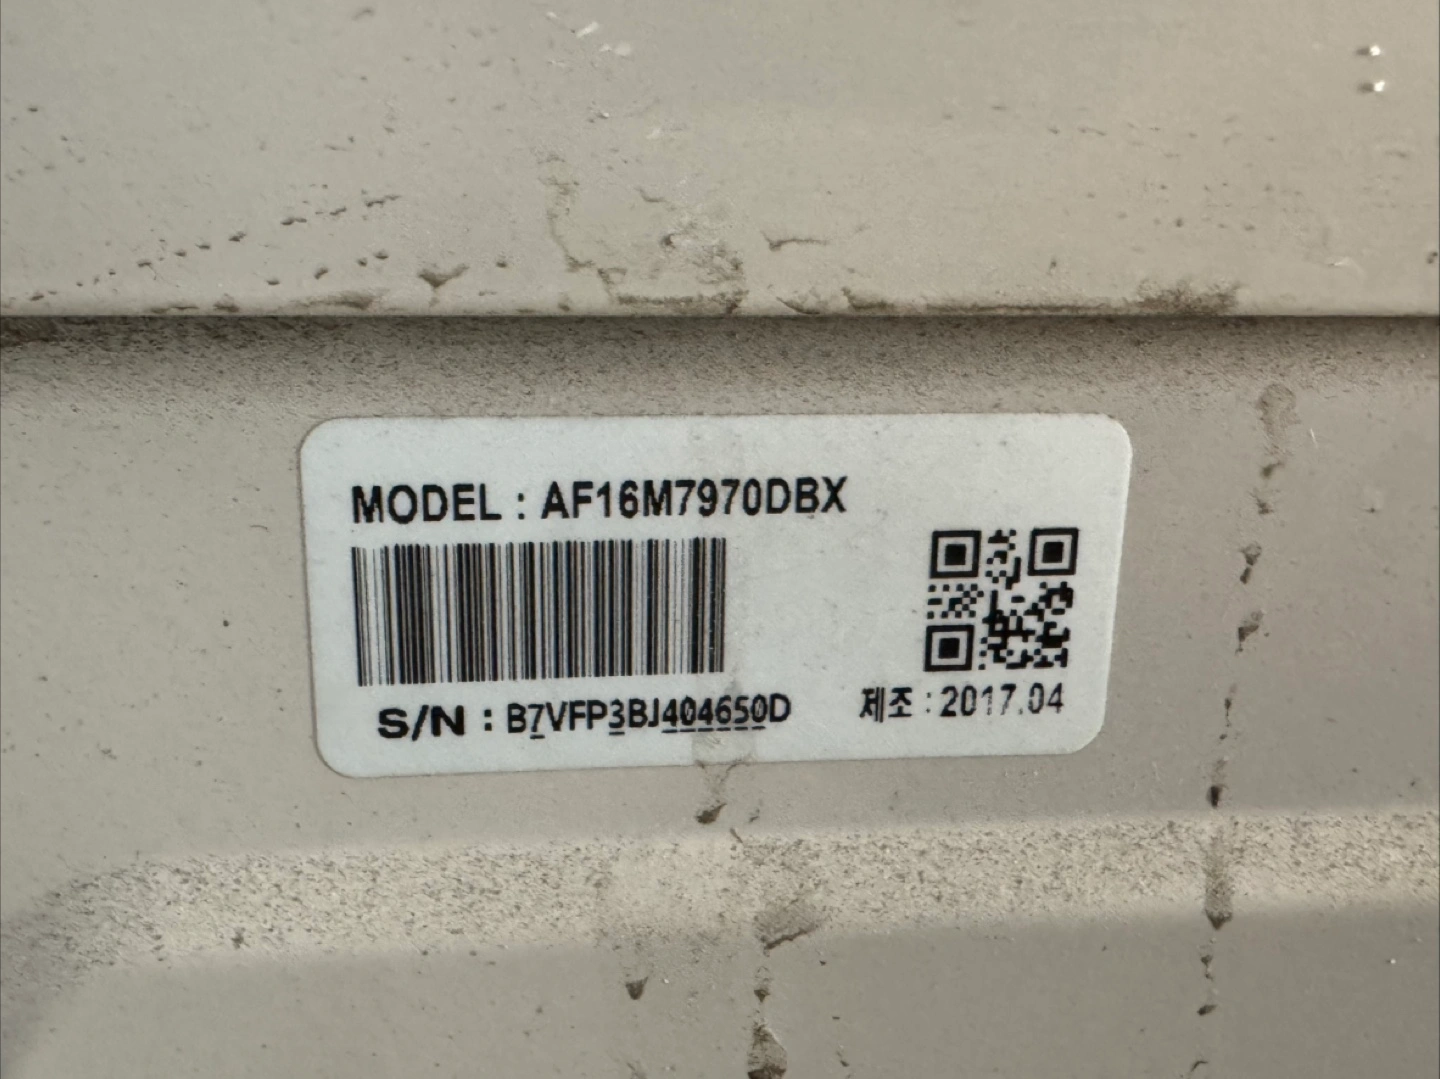 MODEL : AF16M7970DBX
S/N : B7VFP3BJ404650D
제조 : 2017.04